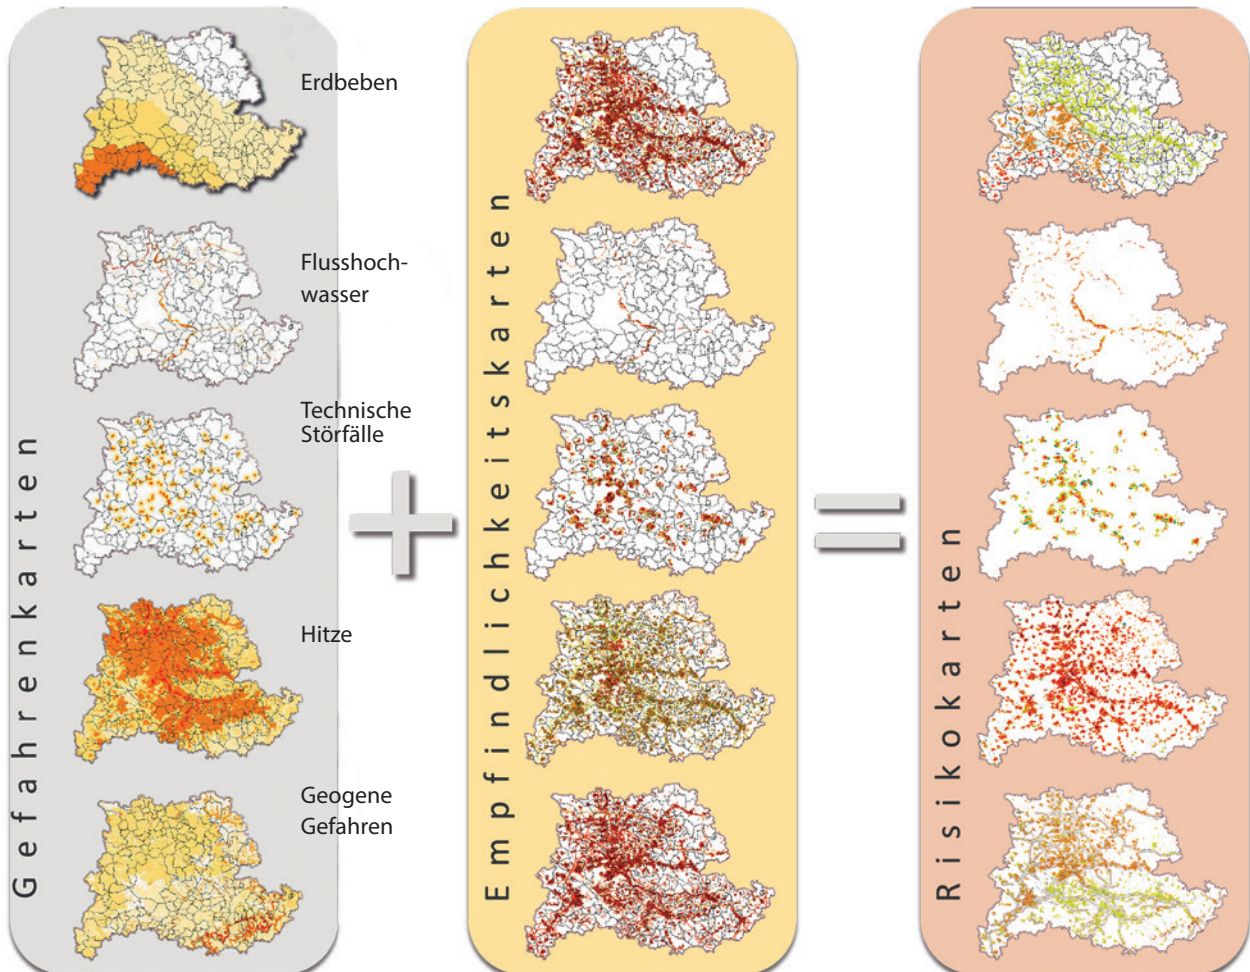 Gefahrenkarten
Erdbeben
Flusshoch-
wasser
Technische
Störfälle
Hitze
Geogene
Gefahren
+
Empfindlichkeitskarten
=
Risikokarten